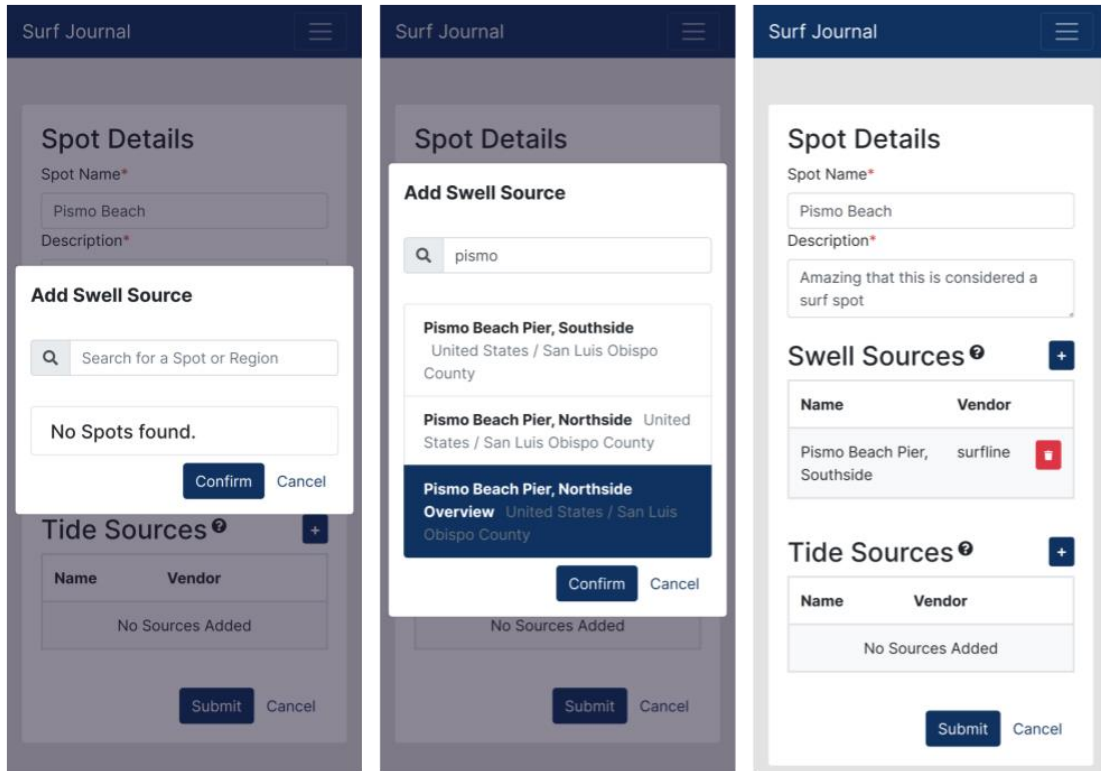 Surf Journal
Spot Details
Spot Name*
Pismo Beach
Description*
Add Swell Source
Search for a Spot or Region
No Spots found.
Confirm Cancel
Tide Sources
Name Vendor
No Sources Added
Submit Cancel
Surf Journal
Spot Details
Add Swell Source
pismo
Pismo Beach Pier, Southside
United States / San Luis Obispo
County
Pismo Beach Pier, Northside United
States / San Luis Obispo County
Pismo Beach Pier, Northside
Overview United States / San Luis
Obispo County
Confirm Cancel
No Sources Added
Submit Cancel
Surf Journal
Spot Details
Spot Name*
Pismo Beach
Description*
Amazing that this is considered a
surf spot
Swell Sources
Name Vendor
Pismo Beach Pier, surfline
Southside
Tide Sources
Name Vendor
No Sources Added
Submit Cancel